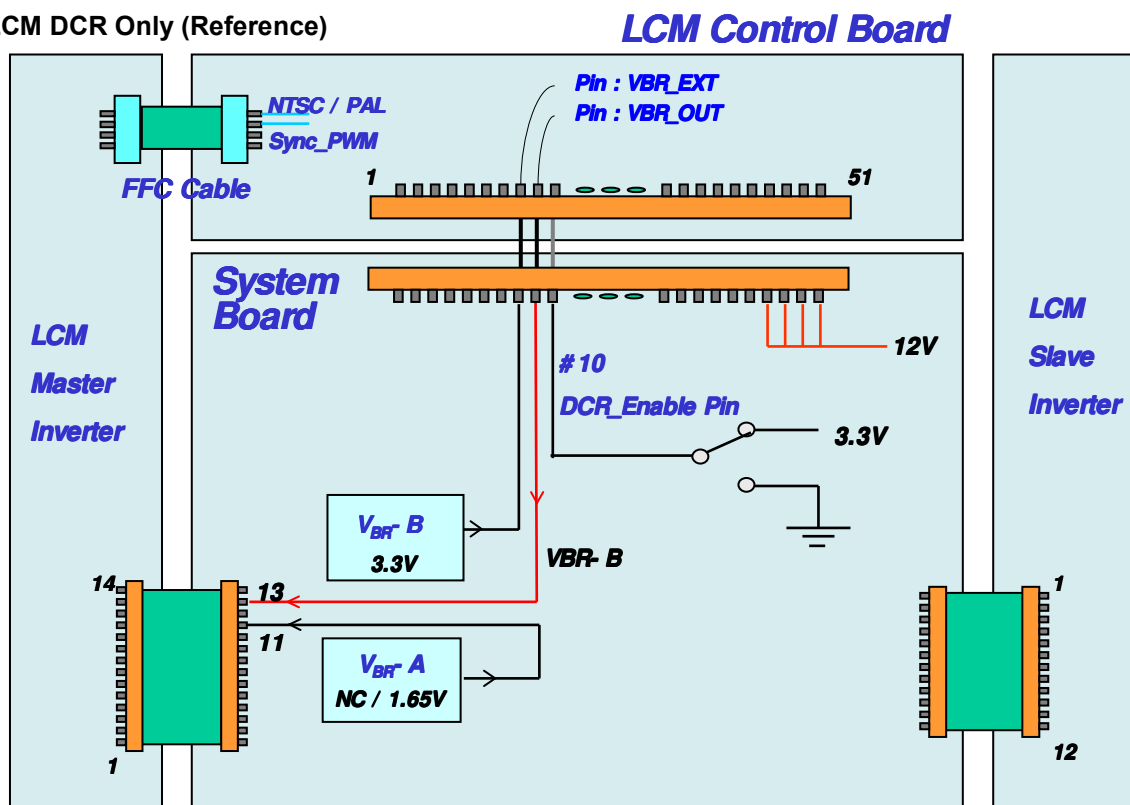 LCM DCR Only (Reference)
LCM Control Board
Pin : VBR_EXT
Pin : VBR_OUT
NTSC / PAL
Sync_PWM
FFC Cable
1
51
System
Board
LCM
Master
Inverter
LCM
Slave
Inverter
12V
# 10
DCR_Enable Pin
3.3V
VBR- B
3.3V
VBR- B
14
13
11
1
VBR- A
NC / 1.65V
1
12